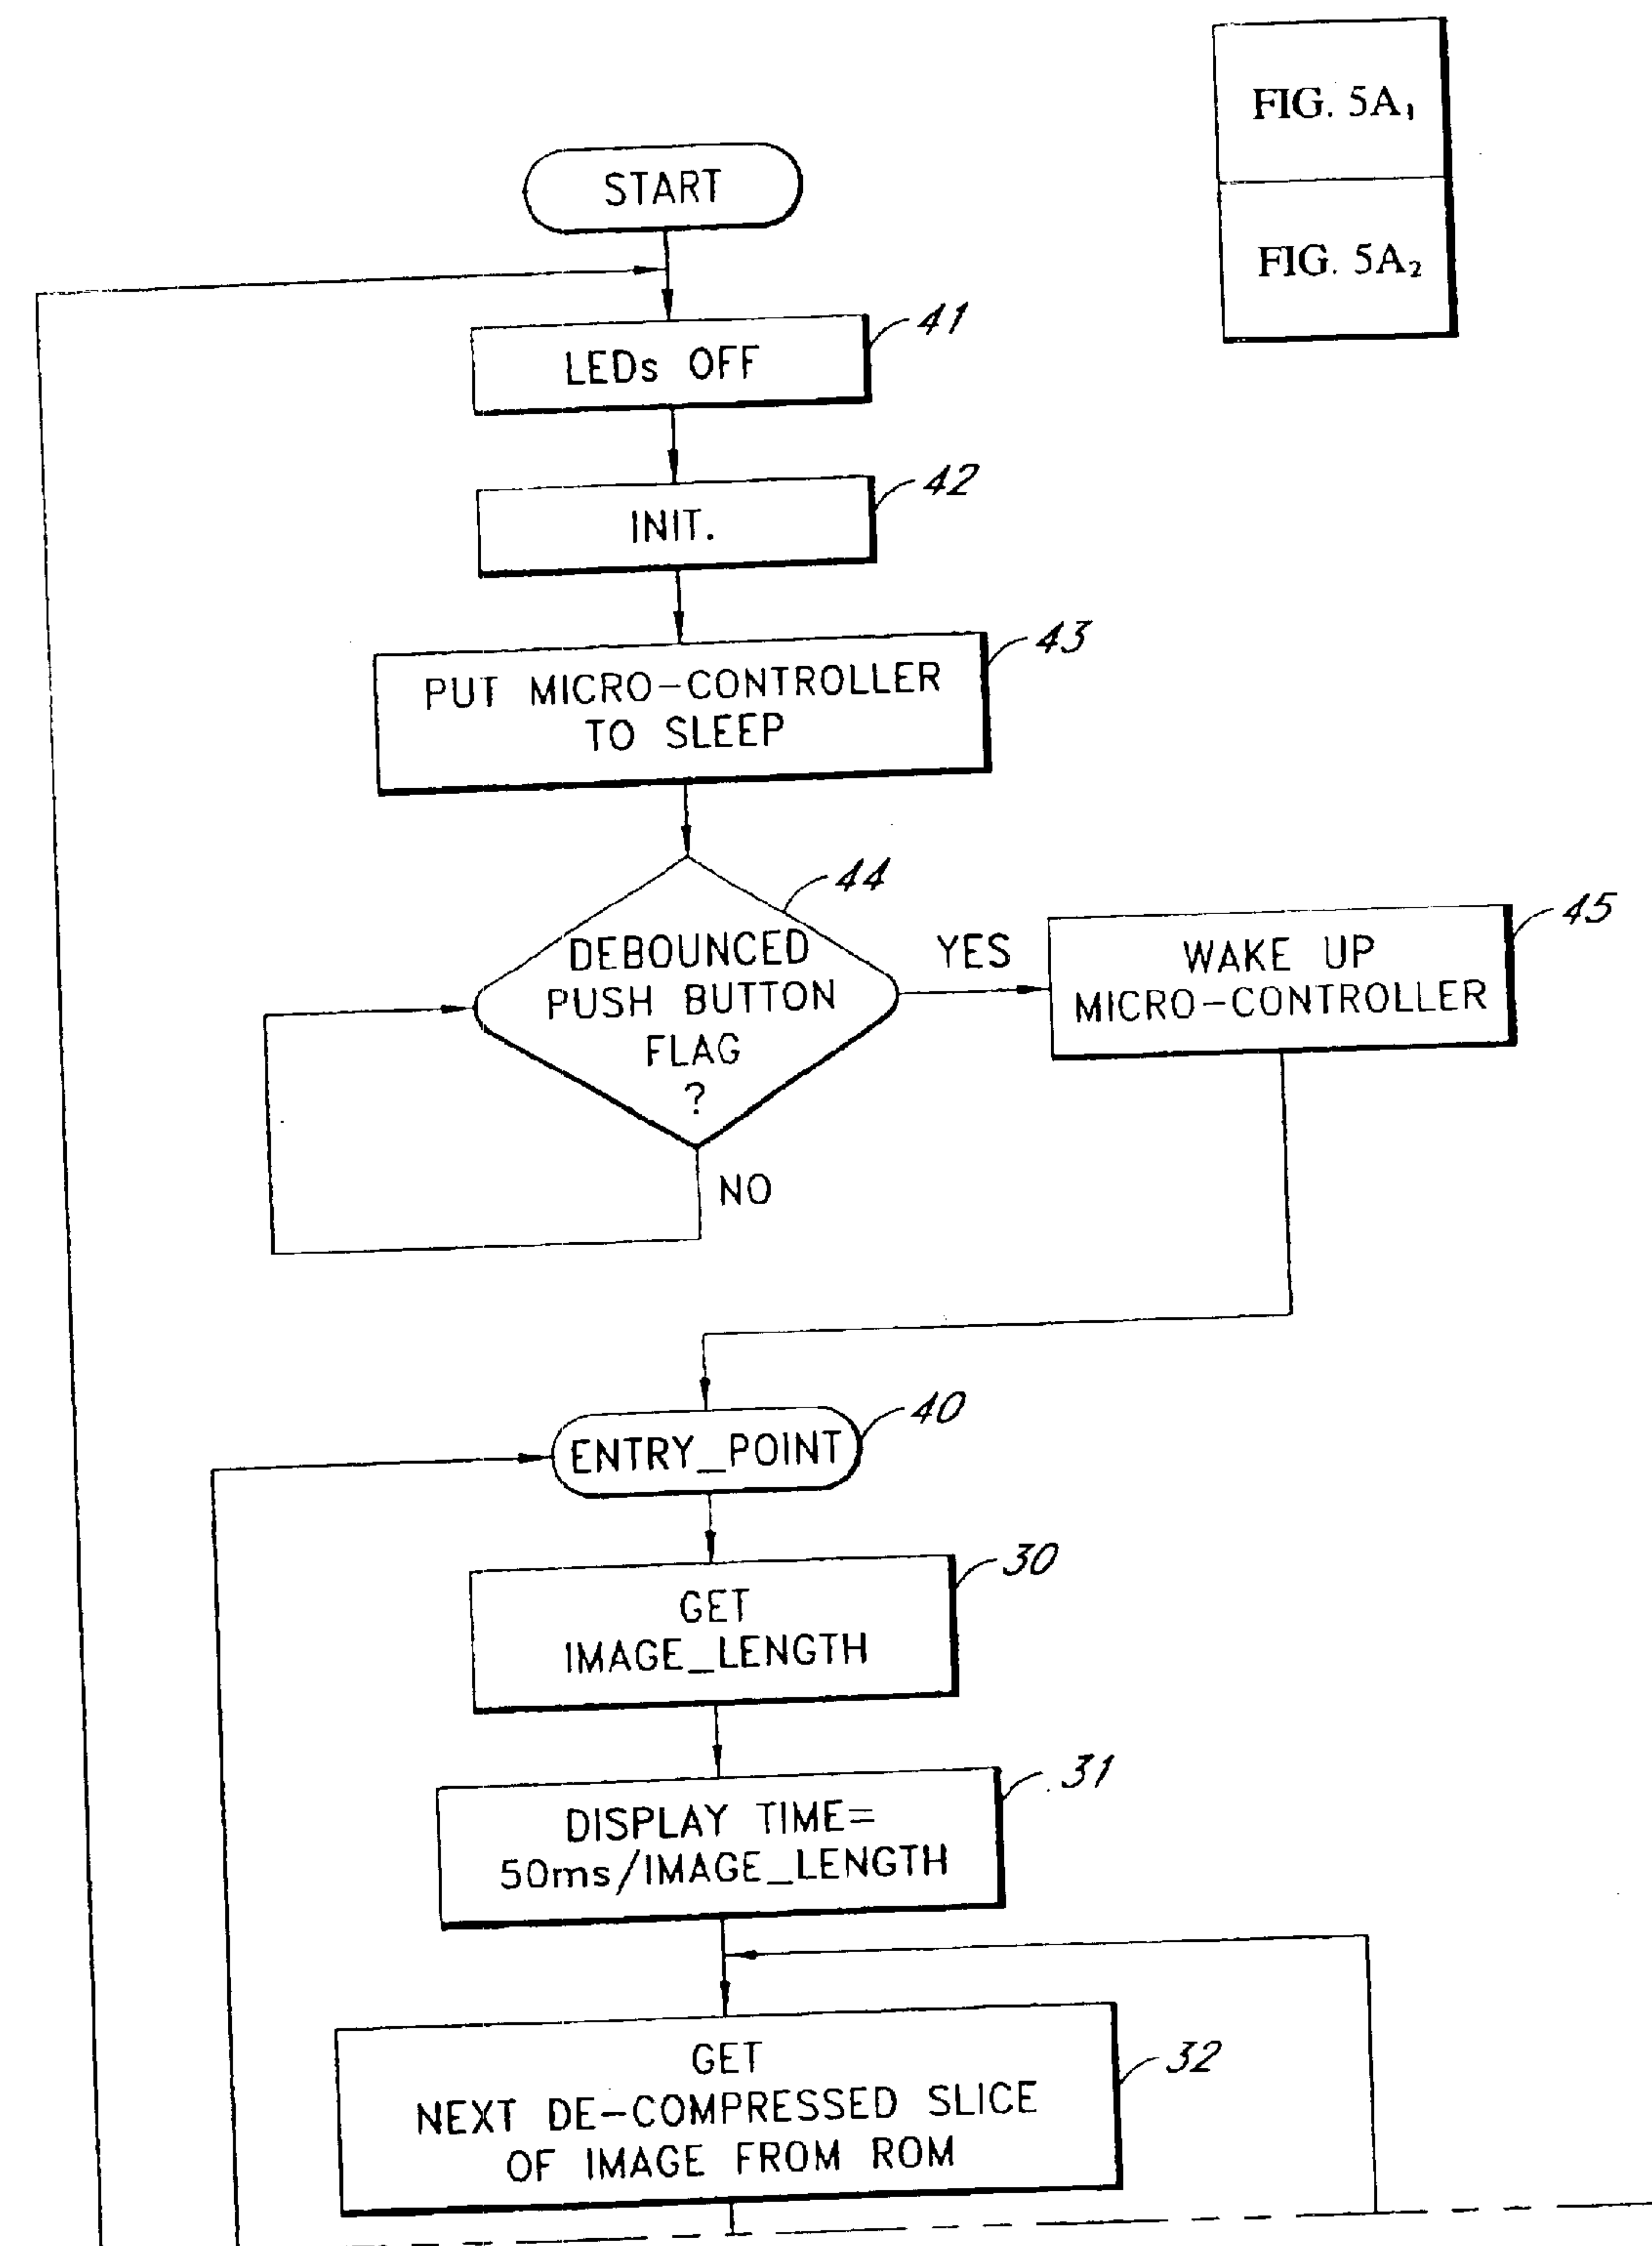 FIG. 5A₁
FIG. 5A₂
START
41
LEDs OFF
42
INIT.
43
PUT MICRO-CONTROLLER
TO SLEEP
44
DEBOUNCED
PUSH BUTTON
FLAG
?
YES
45
WAKE UP
MICRO-CONTROLLER
NO
40
ENTRY_POINT
30
GET
IMAGE_LENGTH
31
DISPLAY TIME=
50ms/IMAGE_LENGTH
32
GET
NEXT DE-COMPRESSED SLICE
OF IMAGE FROM ROM